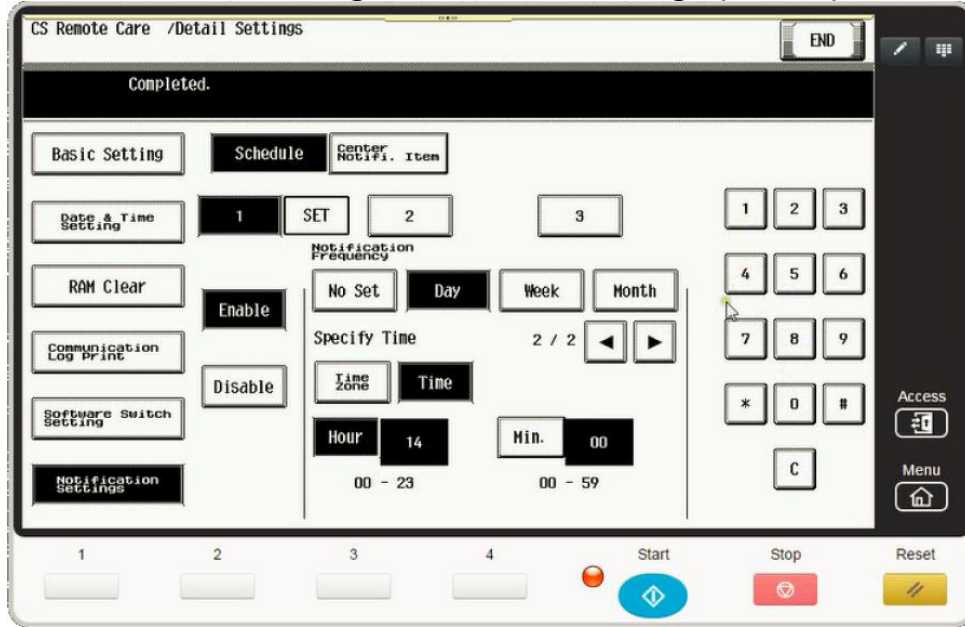 CS Remote Care /Detail Settings
END
Completed.
Basic Setting
Schedule
Center
Notifi. Item
Date & Time
Setting
1
SET
2
3
1 2 3
Notification
Frequency
RAM Clear
Enable
No Set
Day
Week
Month
4 5 6
Specify Time
2 / 2
◄ ►
7 8 9
Communication
Log Print
Disable
Time
Zone
Time
* 0 #
Access
Software Switch
Setting
Hour
14
Min.
00
C
Menu
Notification
Settings
00 - 23
00 - 59
1 2 3 4 Start Stop Reset